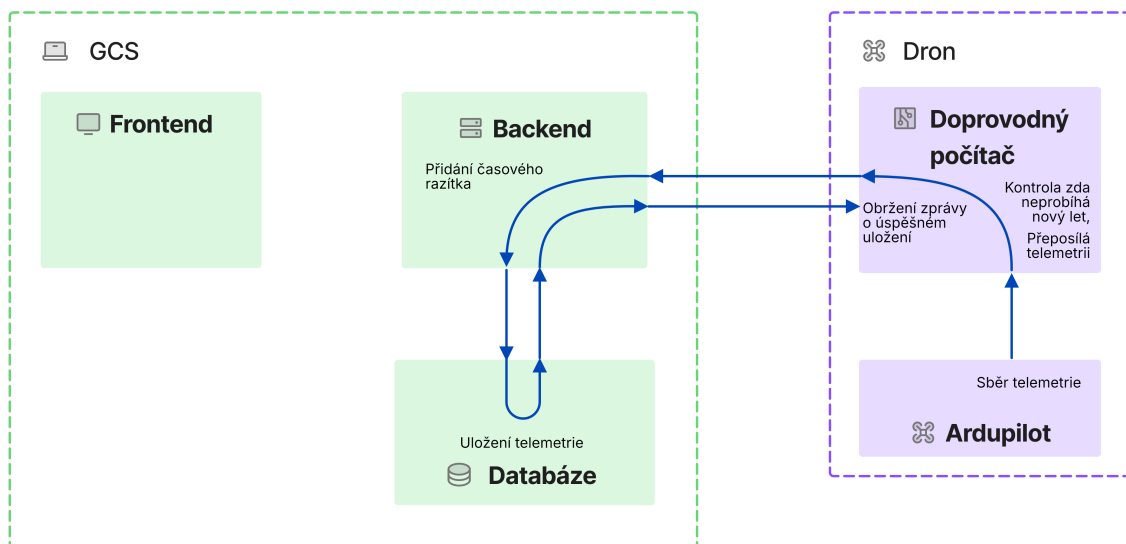 GCS
Frontend
Backend
Přidání časového
razítka
Uložení telemetrie
Databáze
Dron
Doprovodný
počítač
Kontrola zda
neprobíhá
nový let,
Přeposílá
telemetrii
Obržení zprávy
o úspěšném
uložení
Sběr telemetrie
Ardupilot